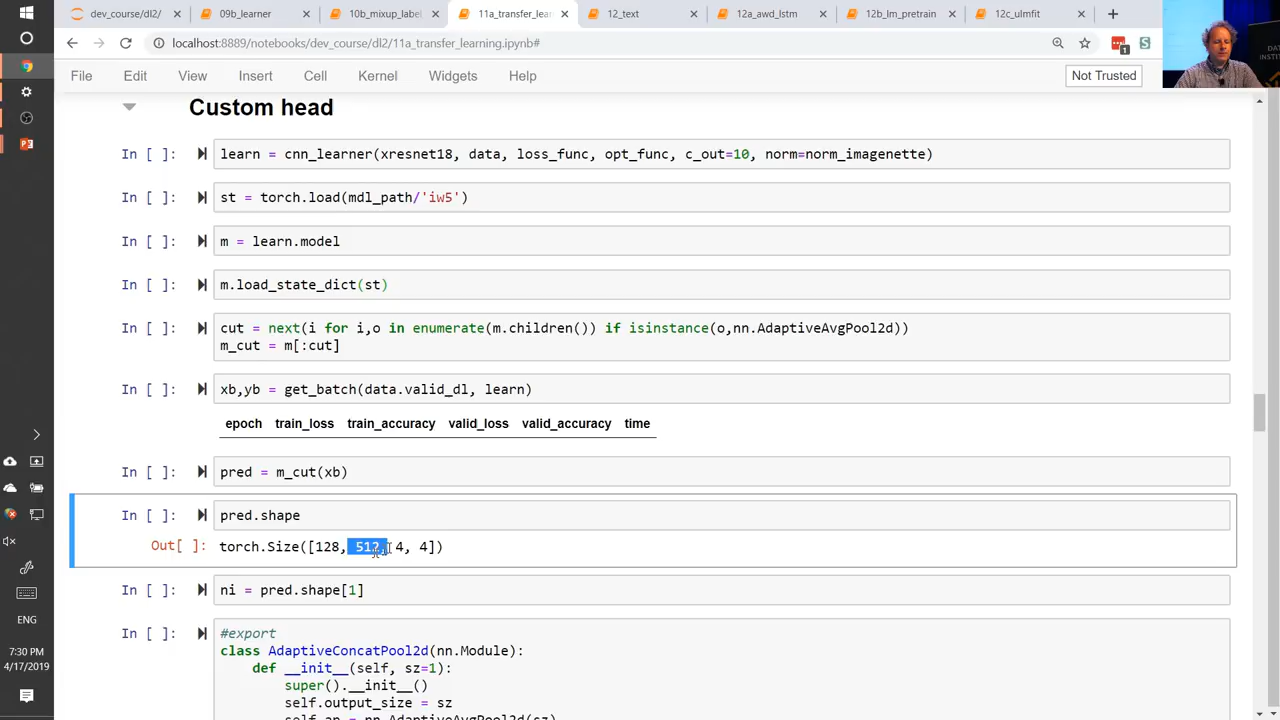 dev_course/dl2/
09b_learner
10b_mixup_label
11a_transfer_lea
12_text
12a_awd_lstm
12b_lm_pretrain
12c_ulmfit
localhost:8889/notebooks/dev_course/dl2/11a_transfer_learning.ipynb#
1
File Edit View Insert Cell Kernel Widgets Help
Not Trusted
Custom head
In [ ]: learn = cnn_learner(xresnet18, data, loss_func, opt_func, c_out=10, norm=norm_imagenette)
In [ ]: st = torch.load(mdl_path/'iw5')
In [ ]: m = learn.model
In [ ]: m.load_state_dict(st)
In [ ]: cut = next(i for i,o in enumerate(m.children()) if isinstance(o,nn.AdaptiveAvgPool2d))
m_cut = m[:cut]
In [ ]: xb,yb = get_batch(data.valid_dl, learn)
epoch train_loss train_accuracy valid_loss valid_accuracy time
In [ ]: pred = m_cut(xb)
In [ ]: pred.shape
Out[ ]: torch.Size([128, 512, 4, 4])
In [ ]: ni = pred.shape[1]
In [ ]: #export
class AdaptiveConcatPool2d(nn.Module):
def __init__(self, sz=1):
super().__init__()
self.output_size = sz
self.ap = nn.AdaptiveAvgPool2d(sz)
ENG
7:30 PM
4/17/2019